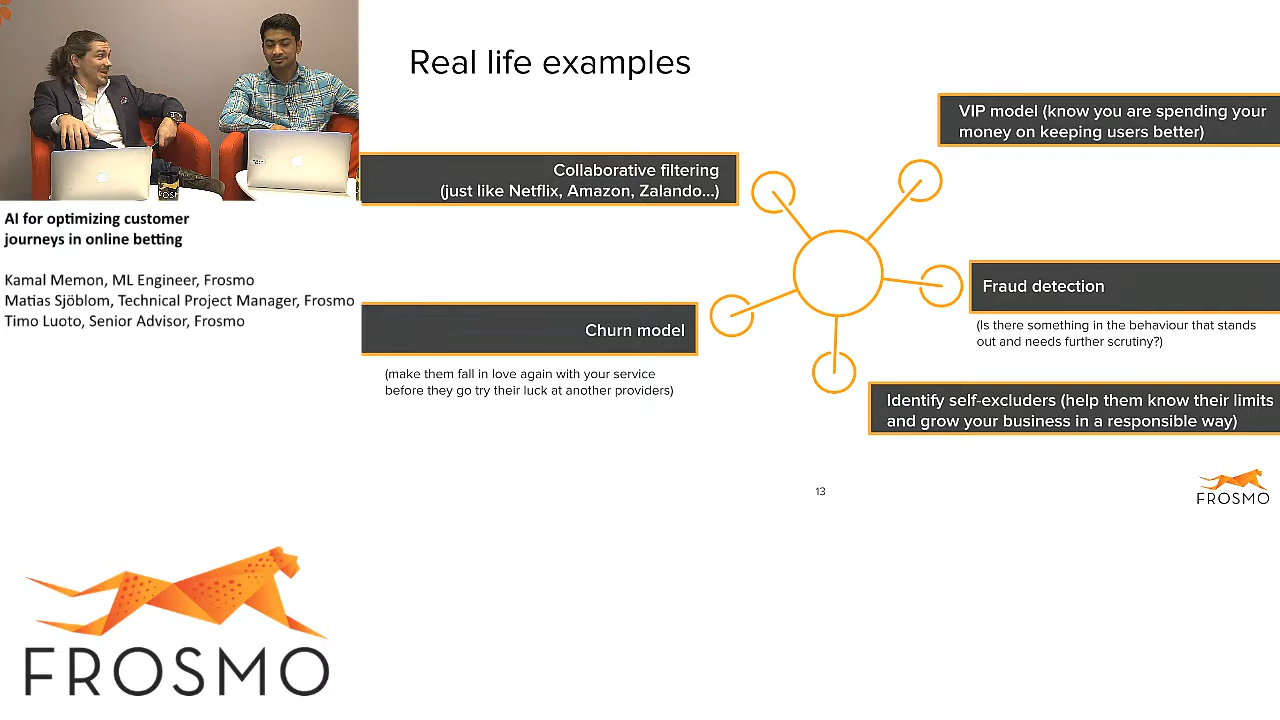 Real life examples
VIP model (know you are spending your
money on keeping users better)
Collaborative filtering
(just like Netflix, Amazon, Zalando...)
AI for optimizing customer
journeys in online betting
Kamal Memon, ML Engineer, Frosmo
Matias Sjöblom, Technical Project Manager, Frosmo
Timo Luoto, Senior Advisor, Frosmo
Fraud detection
(Is there something in the behaviour that stands
out and needs further scrutiny?)
Churn model
(make them fall in love again with your service
before they go try their luck at another providers)
Identify self-excluders (help them know their limits
and grow your business in a responsible way)
13
FROSMO
FROSMO